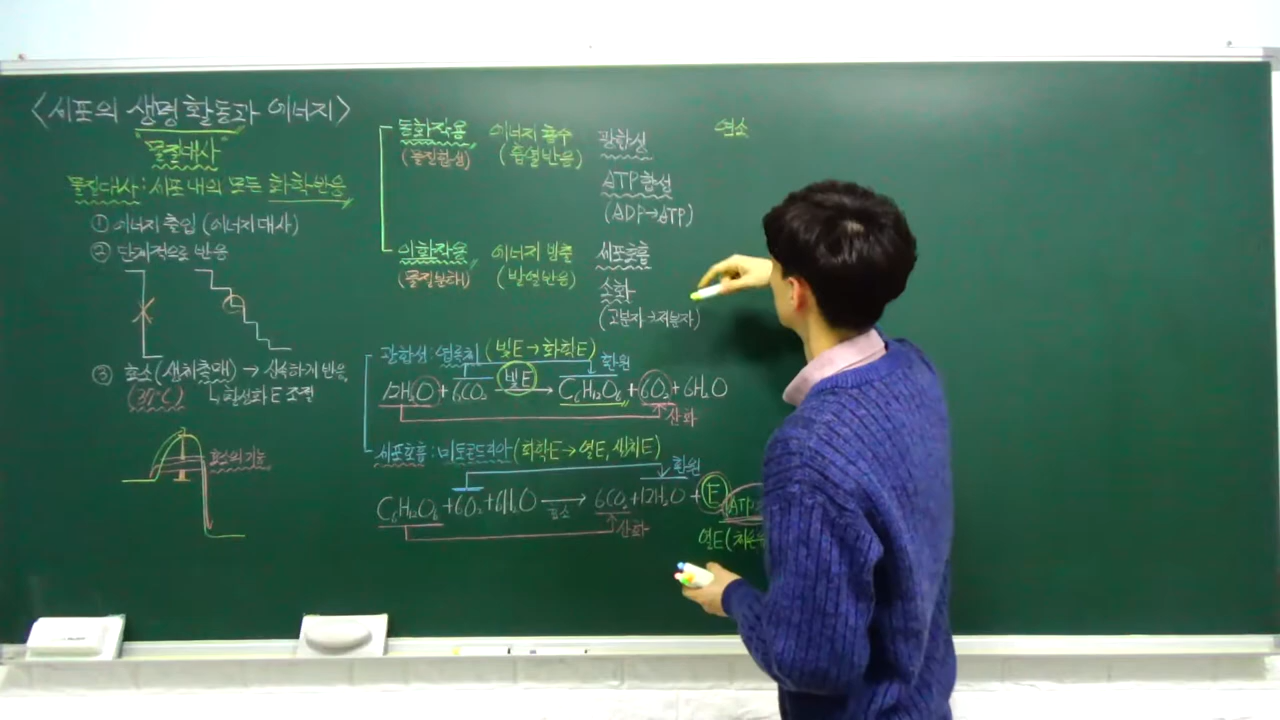 <세포의 생명 활동과 에너지>
물질대사
물질대사 : 세포 내의 모든 화학반응
① 에너지 출입 (에너지 대사)
② 단계적으로 반응
③ 효소(생체촉매) → 신속하게 반응
(37°C) ↳ 활성화 E 조절
효소의 기능
동화작용 에너지 흡수 광합성
(물질합성) (흡열반응)
ATP 합성
(ADP→ATP)
이화작용 에너지 방출 세포호흡
(물질분해) (발열반응)
소화
(고분자→저분자)
광합성 : 엽록체 (빛E → 화학E) 환원
12H₂O + 6CO₂ 빛E → C₆H₁₂O₆ + 6O₂ + 6H₂O
산화
세포호흡 : 미토콘드리아 (화학E → 열E, 생체E)
환원
C₆H₁₂O₆ + 6O₂ + 6H₂O → 6CO₂ + 12H₂O + E
효소
ATP
산화
열E(체온
연소